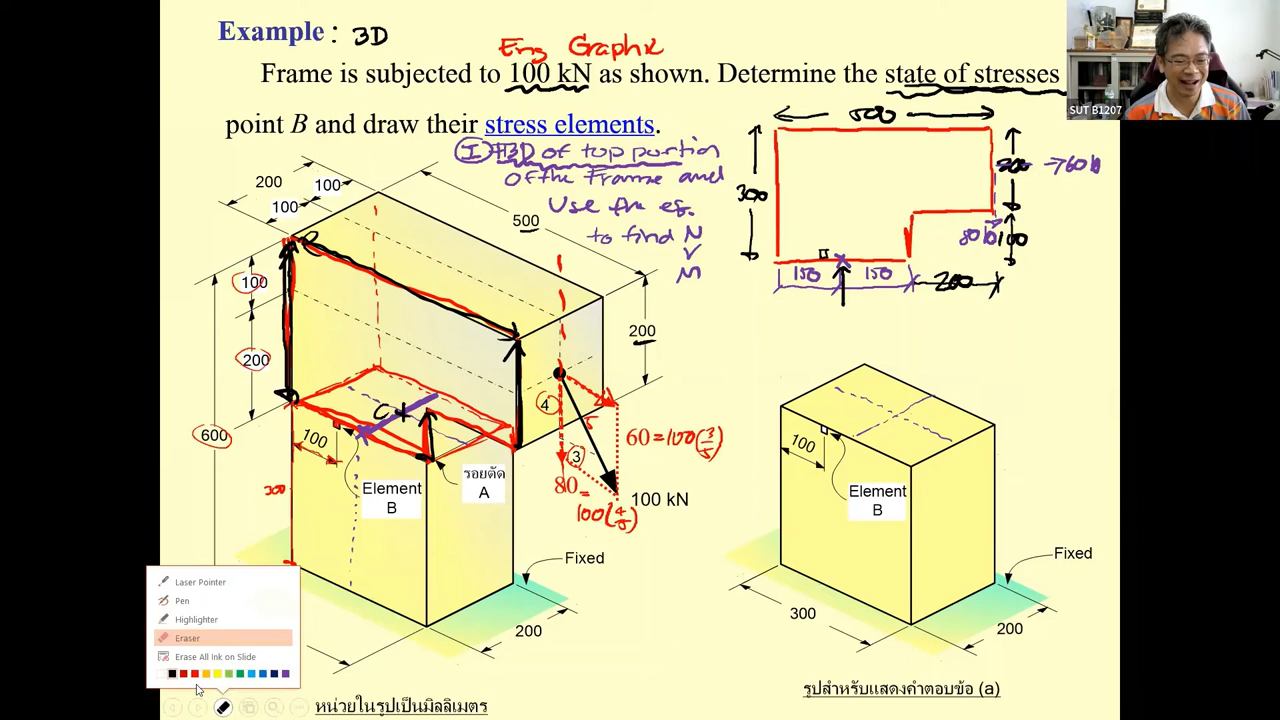 Example : 3D
Eng Graphic
Frame is subjected to 100 kN as shown. Determine the state of stresses
point B and draw their stress elements.
SUT B1207
I FBD of top portion
of the Frame and
Use the eq.
to find N
V
M
500
300
200
→60 k
80 k
100
150
150
200
200
100
100
500
100
200
600
200
C
100
4
5
3
60=100(3/5)
80=
100(4/5)
100 kN
300
Element
B
รอยตัด
A
Fixed
200
100
Element
B
Fixed
300
200
Laser Pointer
Pen
Highlighter
Eraser
Erase All Ink on Slide
หน่วยในรูปเป็นมิลลิเมตร
รูปสำหรับแสดงคำตอบข้อ (a)